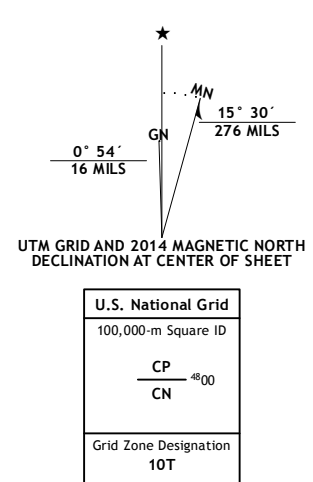 ★
MN
15° 30´
276 MILS
GN
0° 54´
16 MILS
UTM GRID AND 2014 MAGNETIC NORTH
DECLINATION AT CENTER OF SHEET
U.S. National Grid
100,000-m Square ID
CP
⁴⁸00
CN
Grid Zone Designation
10T